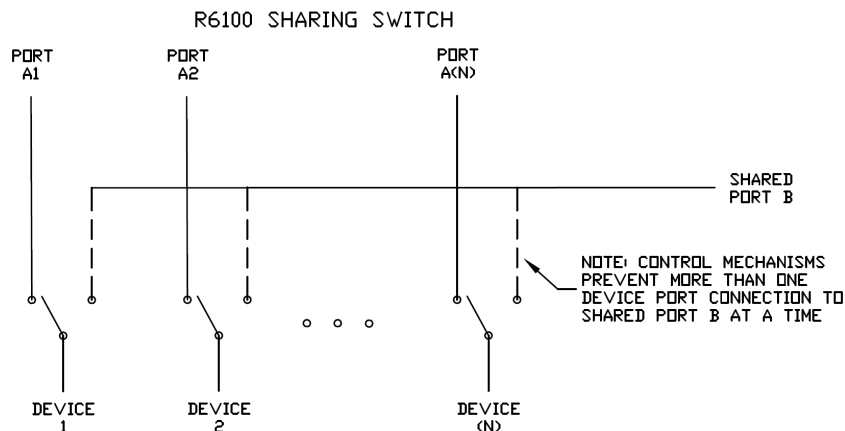 R6100 SHARING SWITCH
PORT
A1
PORT
A2
PORT
A(N)
SHARED
PORT B
NOTE: CONTROL MECHANISMS
PREVENT MORE THAN ONE
DEVICE PORT CONNECTION TO
SHARED PORT B AT A TIME
DEVICE
1
DEVICE
2
DEVICE
(N)